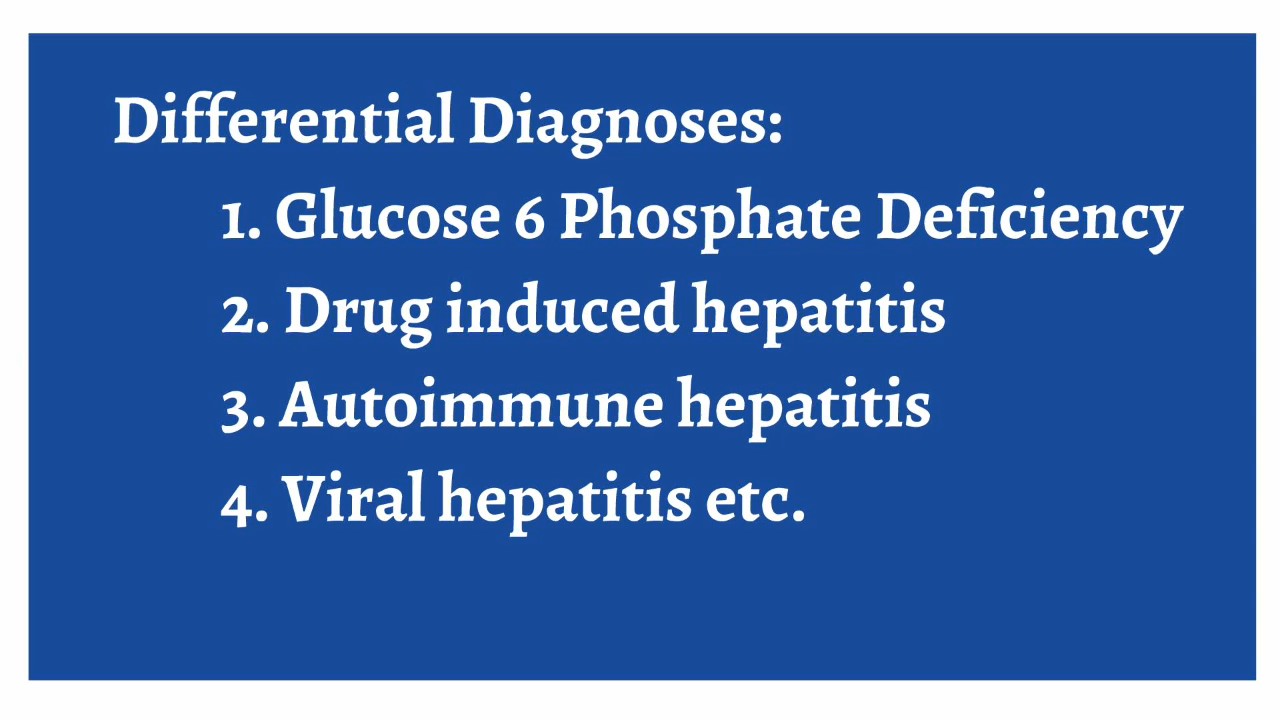 Differential Diagnoses:
1. Glucose 6 Phosphate Deficiency
2. Drug induced hepatitis
3. Autoimmune hepatitis
4. Viral hepatitis etc.